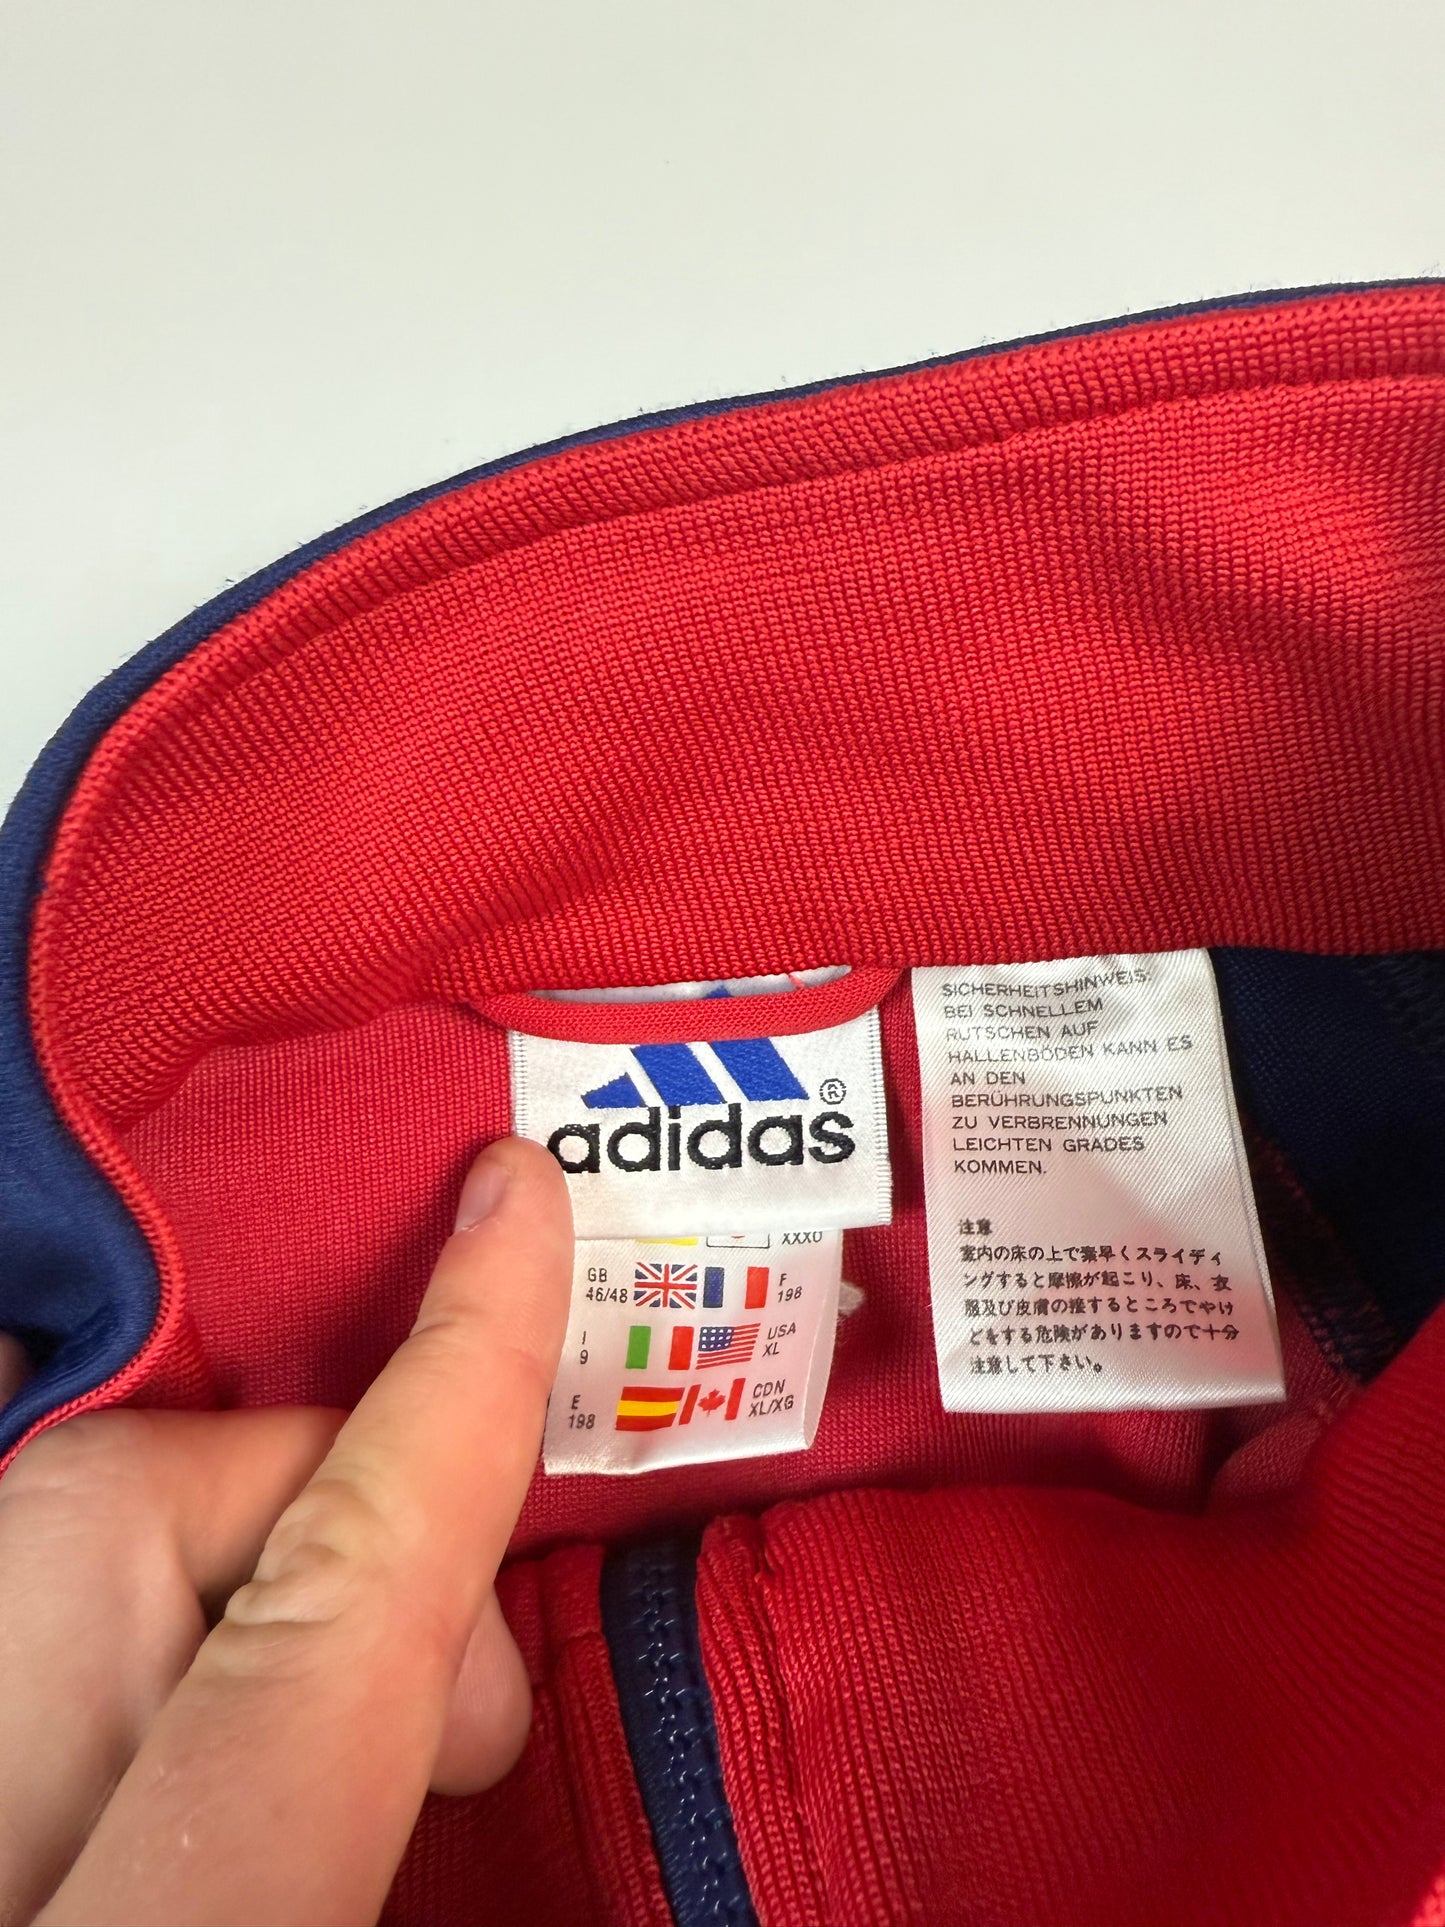 adidas®
XXXO
GB
46/48
F
198
I
9
USA
XL
E
198
CDN
XL/XG
SICHERHEITSHINWEIS:
BEI SCHNELLEM
RUTSCHEN AUF
HALLENBÖDEN KANN ES
AN DEN
BERÜHRUNGSPUNKTEN
ZU VERBRENNUNGEN
LEICHTEN GRADES
KOMMEN.
注意
室内の床の上で素早くスライディ
ングすると摩擦が起こり、床、衣
服及び皮膚の接するところでやけ
どをする危険がありますので十分
注意して下さい。